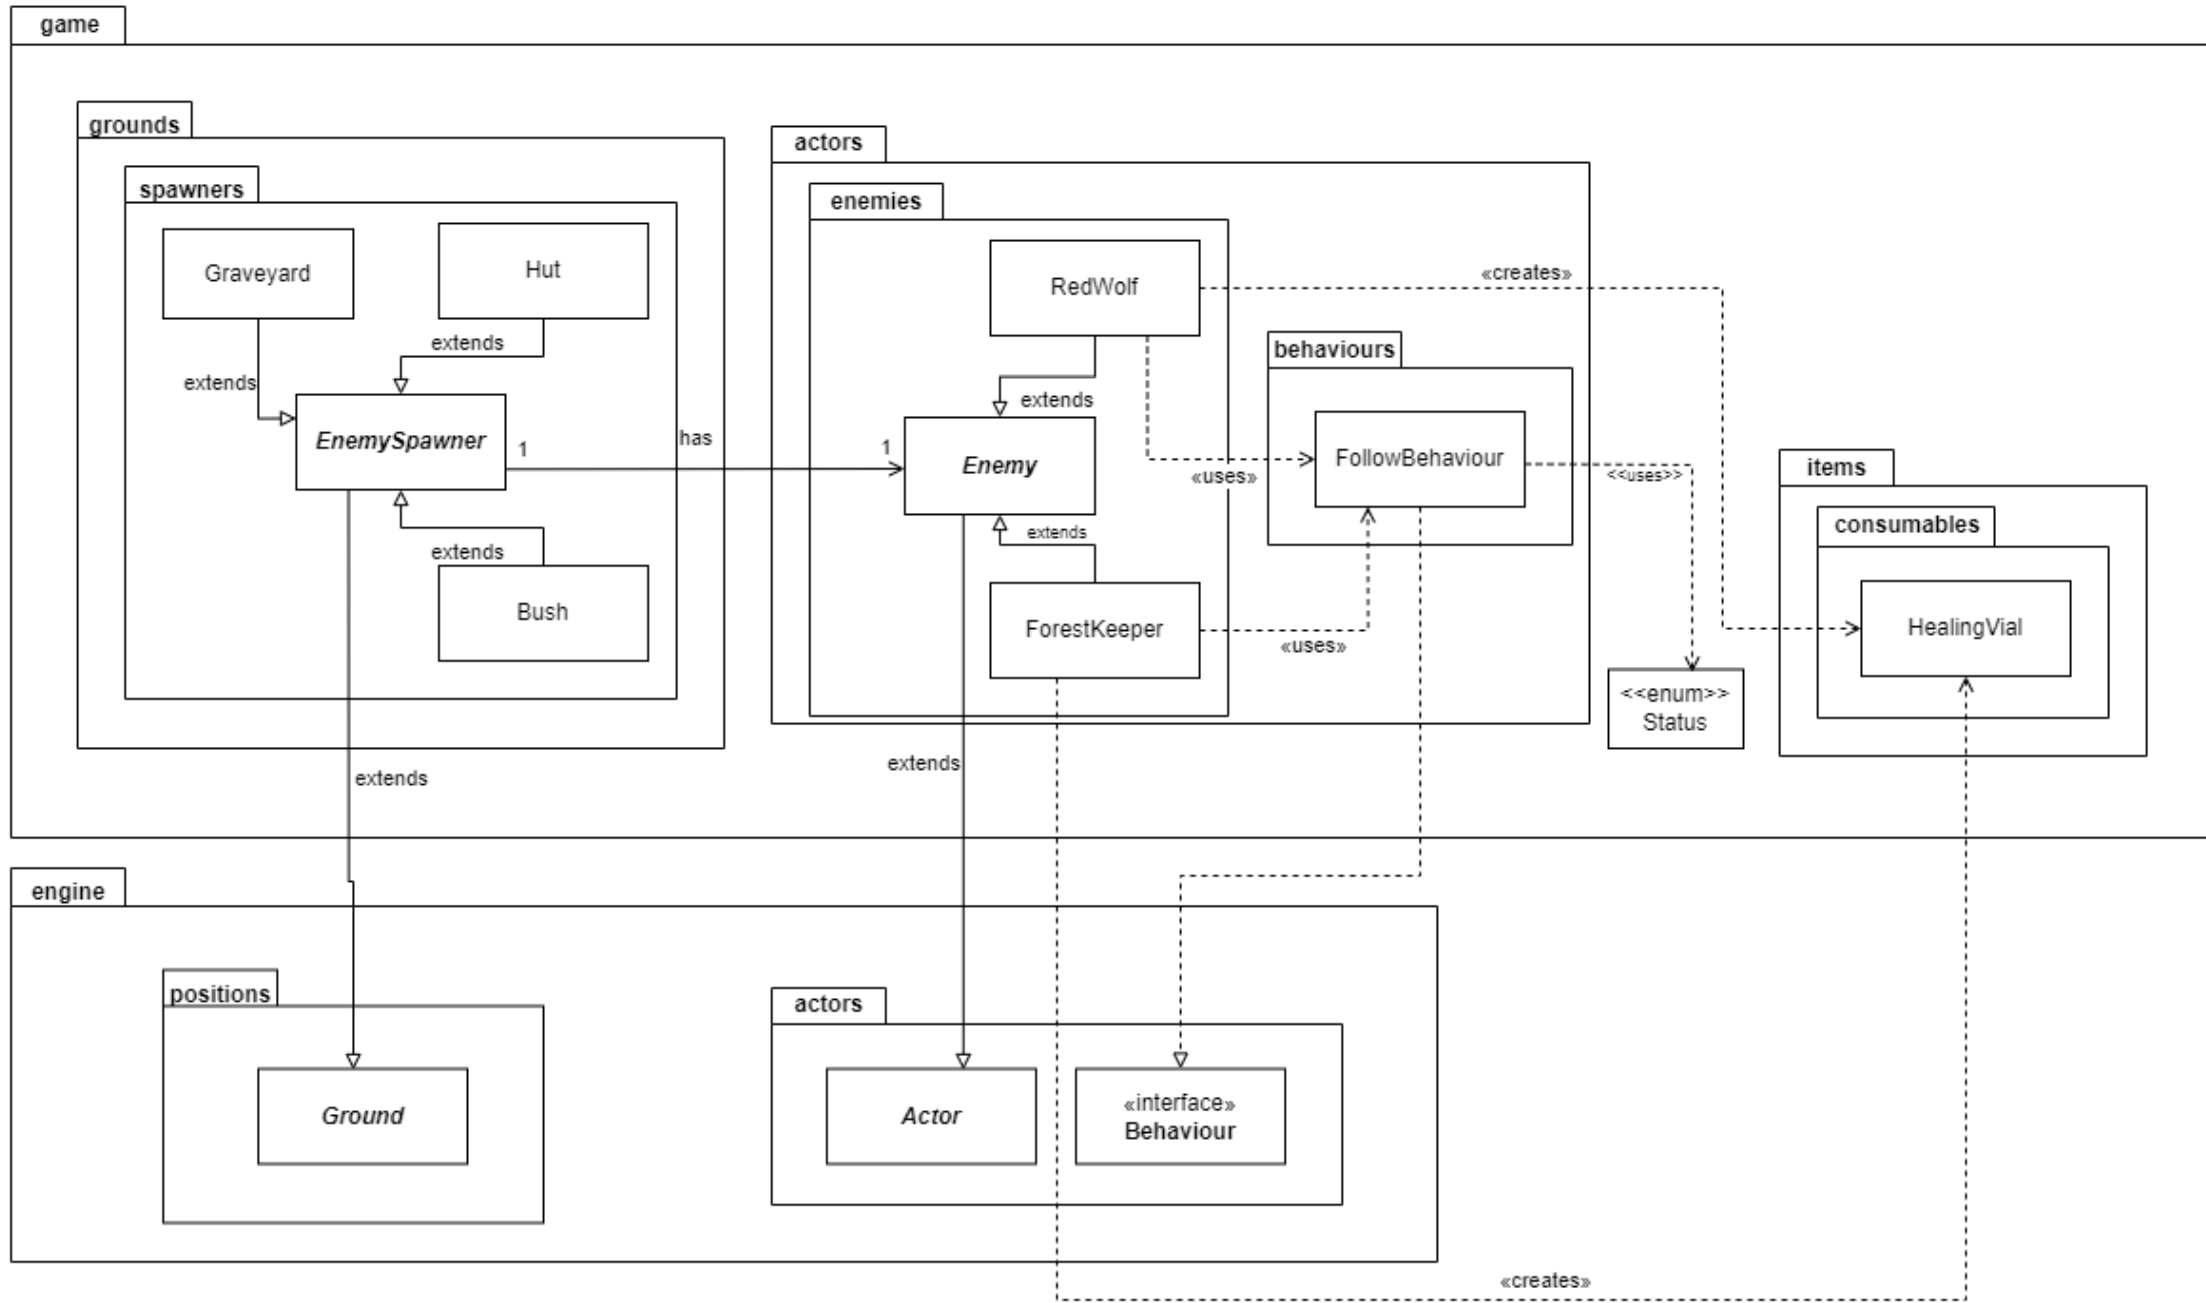 game
grounds
spawners
Graveyard
Hut
extends
extends
EnemySpawner
1
has
1
extends
Bush
extends
actors
enemies
RedWolf
«creates»
extends
Enemy
«uses»
extends
ForestKeeper
«uses»
extends
behaviours
FollowBehaviour
<<uses>>
<<enum>>
Status
items
consumables
HealingVial
engine
positions
Ground
actors
Actor
«interface»
Behaviour
«creates»